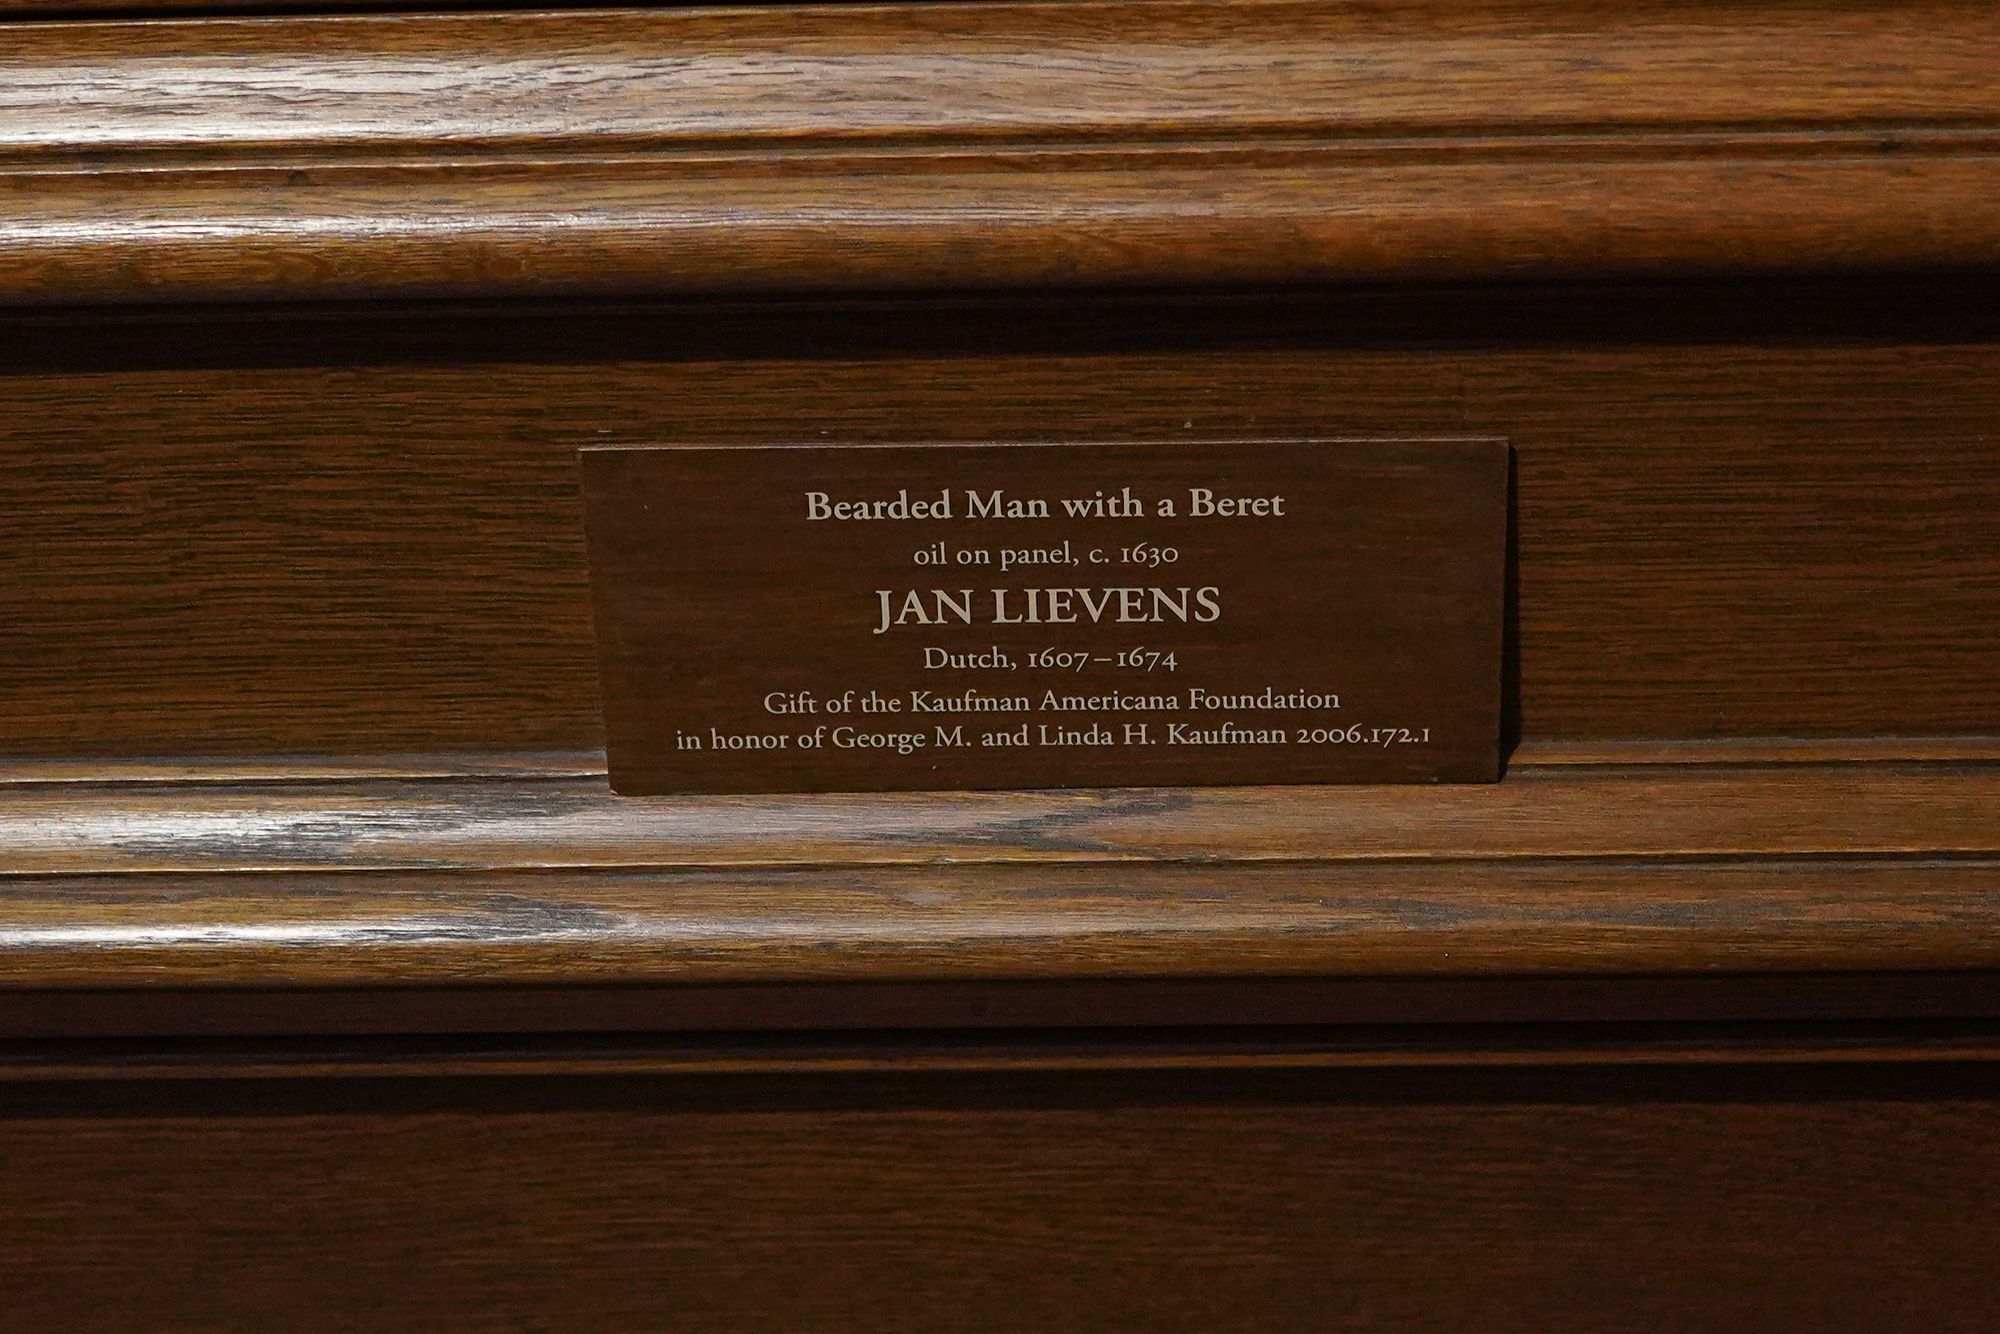 Bearded Man with a Beret
oil on panel, c. 1630
JAN LIEVENS
Dutch, 1607–1674
Gift of the Kaufman Americana Foundation
in honor of George M. and Linda H. Kaufman 2006.172.1